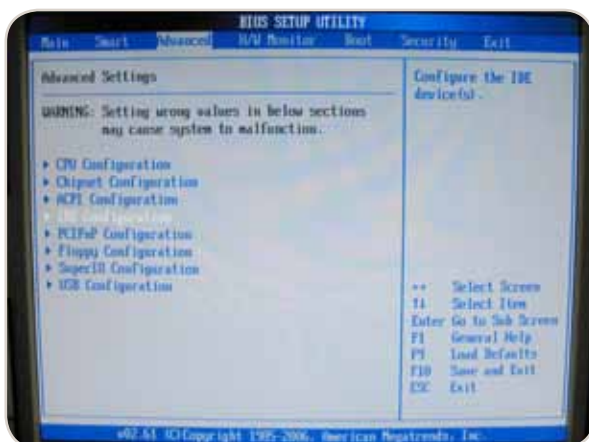 BIOS SETUP UTILITY
Main Smart Advanced H/W Monitor Boot Security Exit
Advanced Settings
WARNING: Setting wrong values in below sections
may cause system to malfunction.
CPU Configuration
Chipset Configuration
ACPI Configuration
IDE Configuration
PCIPnP Configuration
Floppy Configuration
SuperIO Configuration
USB Configuration
Configure the IDE
device(s).
↔ Select Screen
↑↓ Select Item
Enter Go to Sub Screen
F1 General Help
F9 Load Defaults
F10 Save and Exit
ESC Exit
v02.61 (C)Copyright 1985-2006, American Megatrends, Inc.